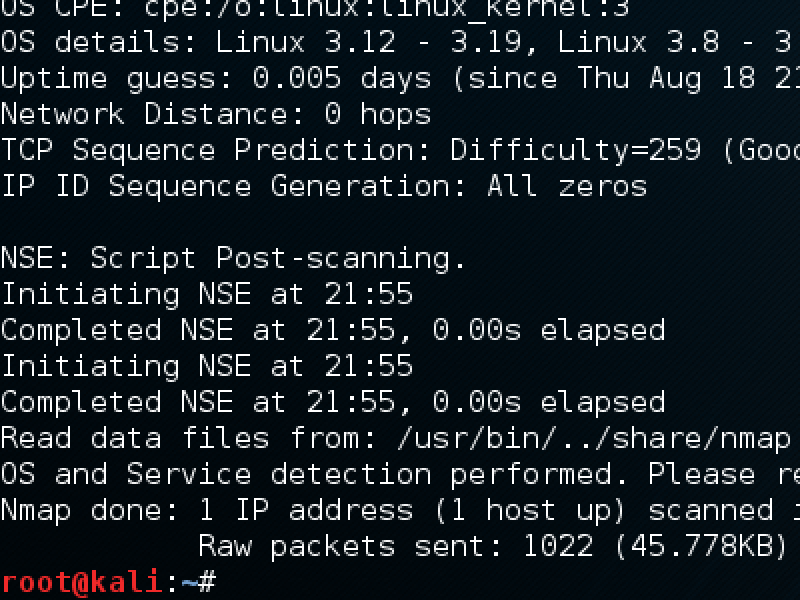 OS CPE: cpe:/o:linux:linux_kernel:3
OS details: Linux 3.12 - 3.19, Linux 3.8 - 3
Uptime guess: 0.005 days (since Thu Aug 18 21
Network Distance: 0 hops
TCP Sequence Prediction: Difficulty=259 (Good
IP ID Sequence Generation: All zeros
NSE: Script Post-scanning.
Initiating NSE at 21:55
Completed NSE at 21:55, 0.00s elapsed
Initiating NSE at 21:55
Completed NSE at 21:55, 0.00s elapsed
Read data files from: /usr/bin/../share/nmap
OS and Service detection performed. Please re
Nmap done: 1 IP address (1 host up) scanned i
Raw packets sent: 1022 (45.778KB)
root@kali:~#